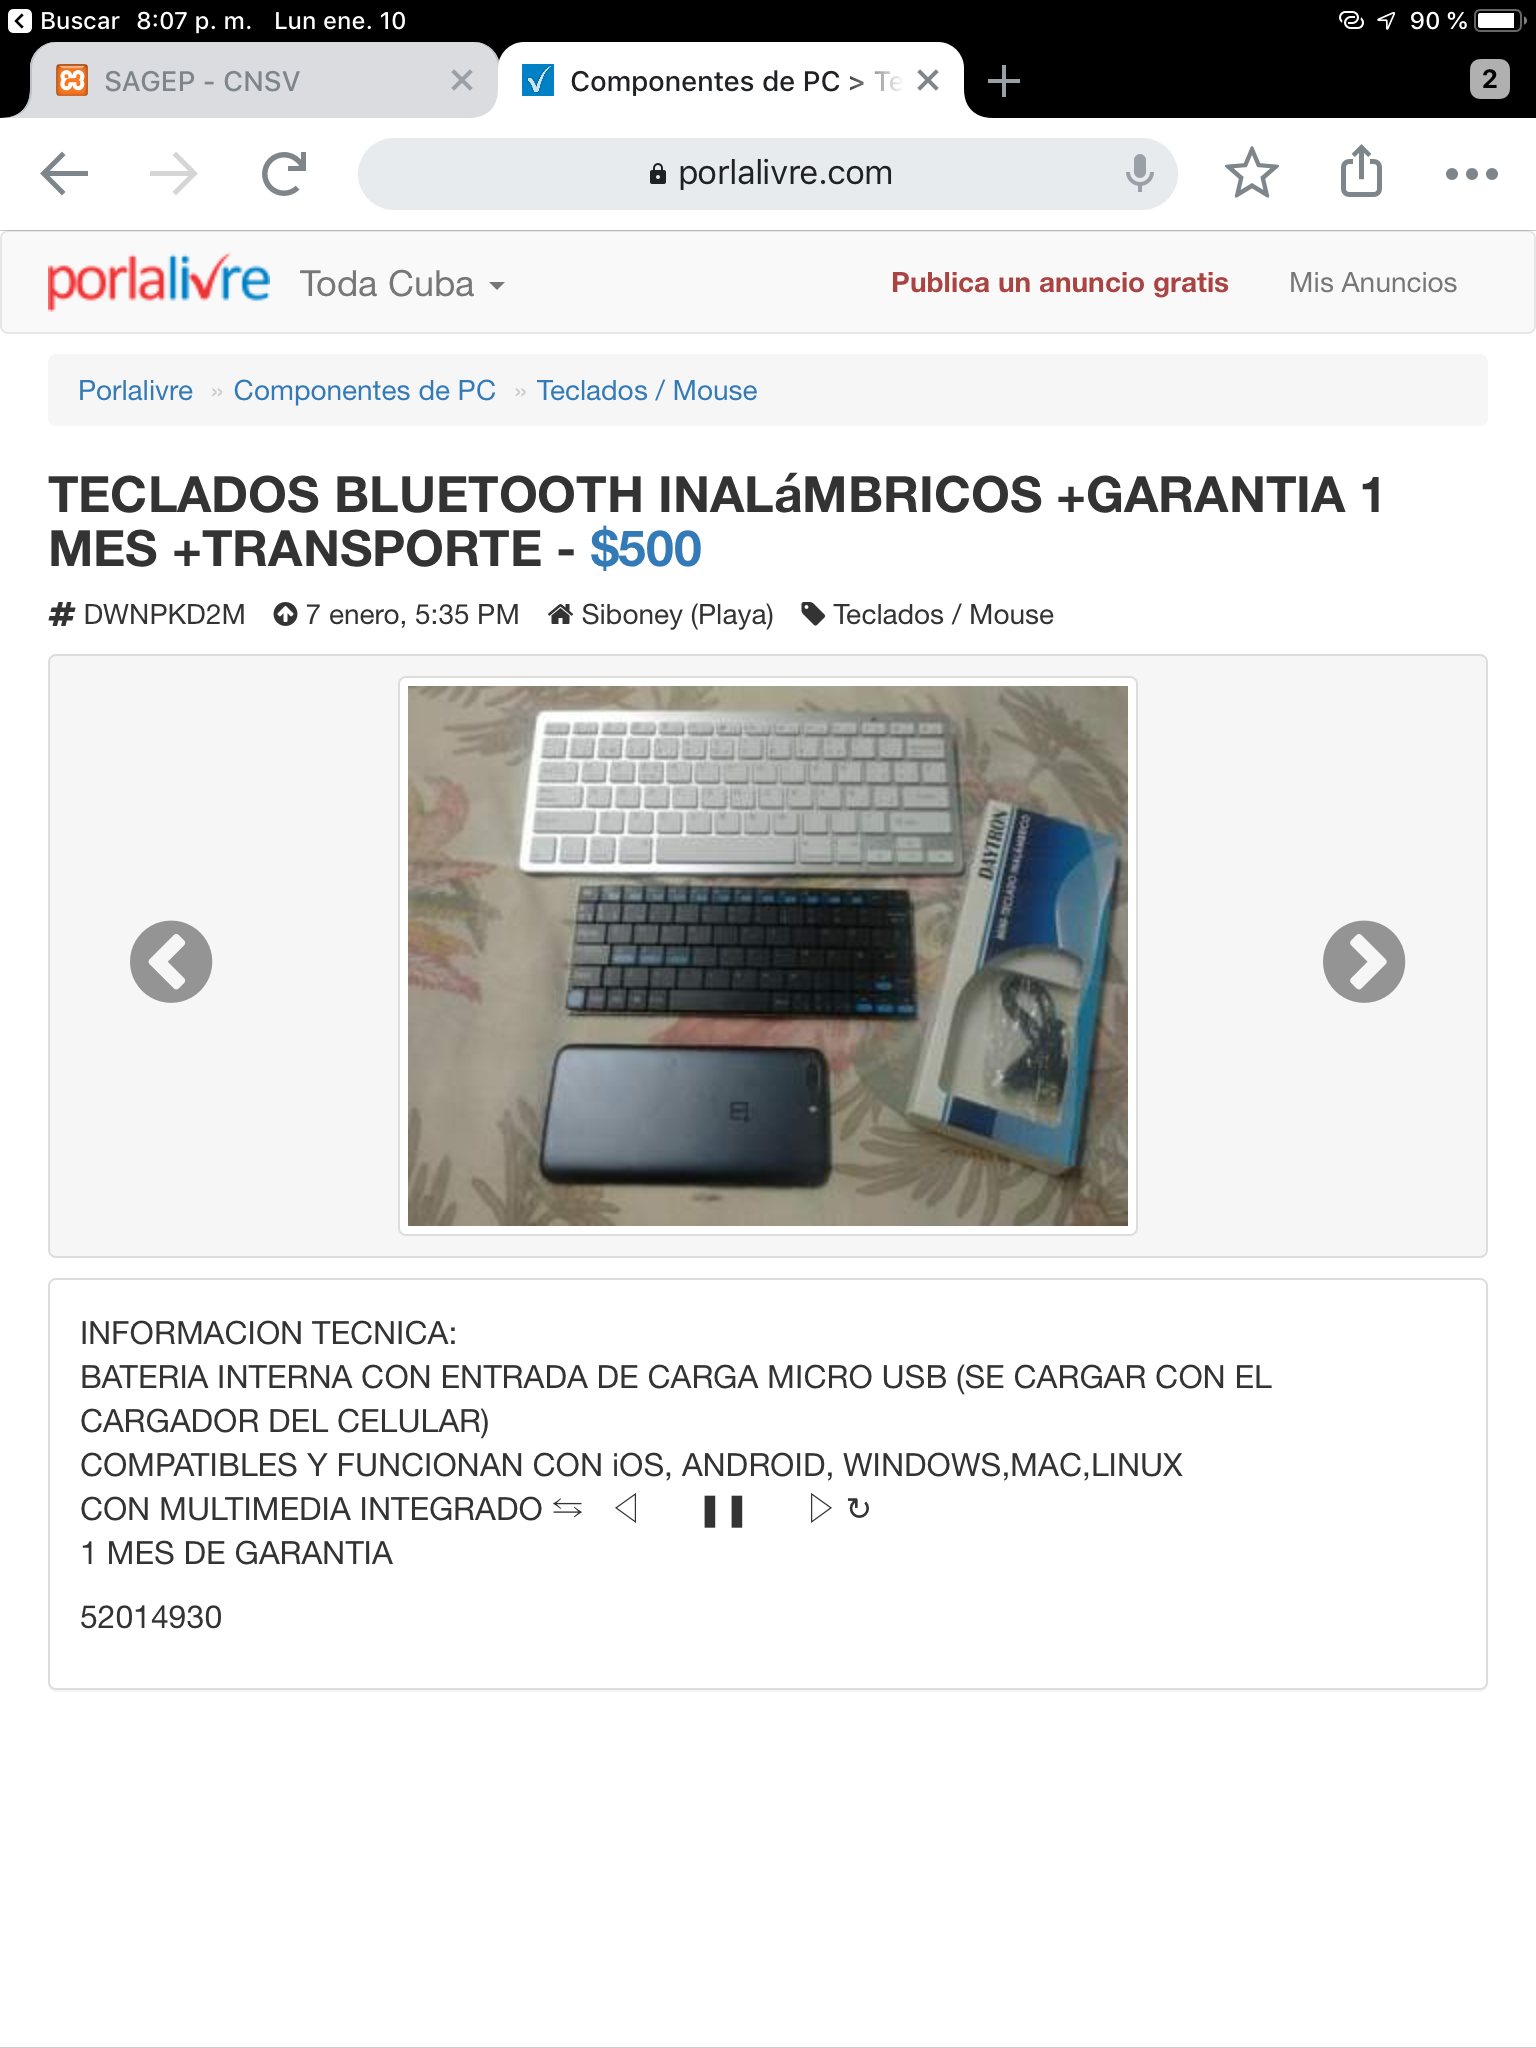 Buscar 8:07 p. m. Lun ene. 10 90 %
SAGEP - CNSV Componentes de PC > Te 2
porlalivre.com
porlalivre Toda Cuba Publica un anuncio gratis Mis Anuncios
Porlalivre » Componentes de PC » Teclados / Mouse
TECLADOS BLUETOOTH INALáMBRICOS +GARANTIA 1
MES +TRANSPORTE - $500
# DWNPKD2M 7 enero, 5:35 PM Siboney (Playa) Teclados / Mouse
DAYTRON
MINI-TECLADO INALÁMBRICO
INFORMACION TECNICA:
BATERIA INTERNA CON ENTRADA DE CARGA MICRO USB (SE CARGAR CON EL
CARGADOR DEL CELULAR)
COMPATIBLES Y FUNCIONAN CON iOS, ANDROID, WINDOWS,MAC,LINUX
CON MULTIMEDIA INTEGRADO ⇆ ◁ ❚❚ ▷ ↻
1 MES DE GARANTIA
52014930